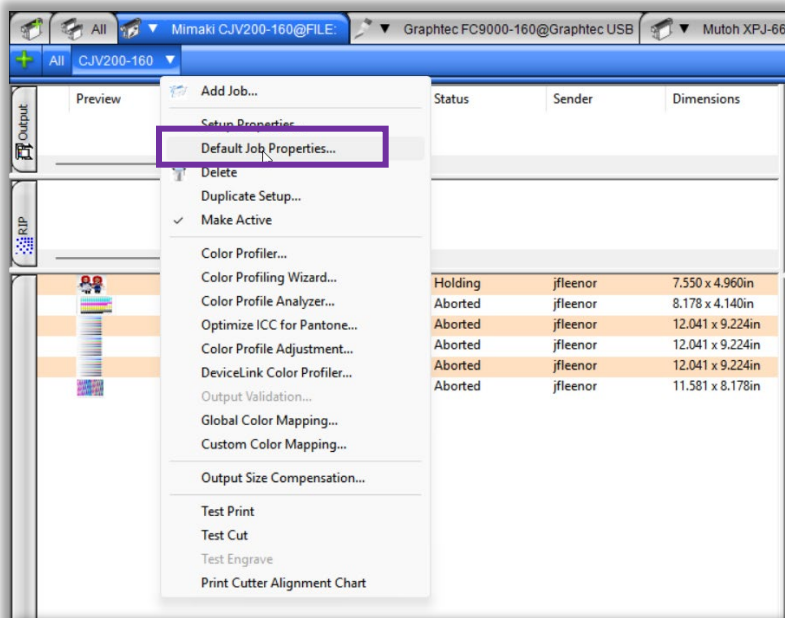 All Mimaki CJV200-160@FILE: Graphtec FC9000-160@Graphtec USB Mutoh XPJ-66
All CJV200-160
Preview Status Sender Dimensions
Output
RIP
Add Job...
Setup Properties
Default Job Properties...
Delete
Duplicate Setup...
Make Active
Color Profiler...
Color Profiling Wizard...
Color Profile Analyzer...
Optimize ICC for Pantone...
Color Profile Adjustment...
DeviceLink Color Profiler...
Output Validation...
Global Color Mapping...
Custom Color Mapping...
Output Size Compensation...
Test Print
Test Cut
Test Engrave
Print Cutter Alignment Chart
Holding jfleenor 7.550 x 4.960in
Aborted jfleenor 8.178 x 4.140in
Aborted jfleenor 12.041 x 9.224in
Aborted jfleenor 12.041 x 9.224in
Aborted jfleenor 12.041 x 9.224in
Aborted jfleenor 11.581 x 8.178in